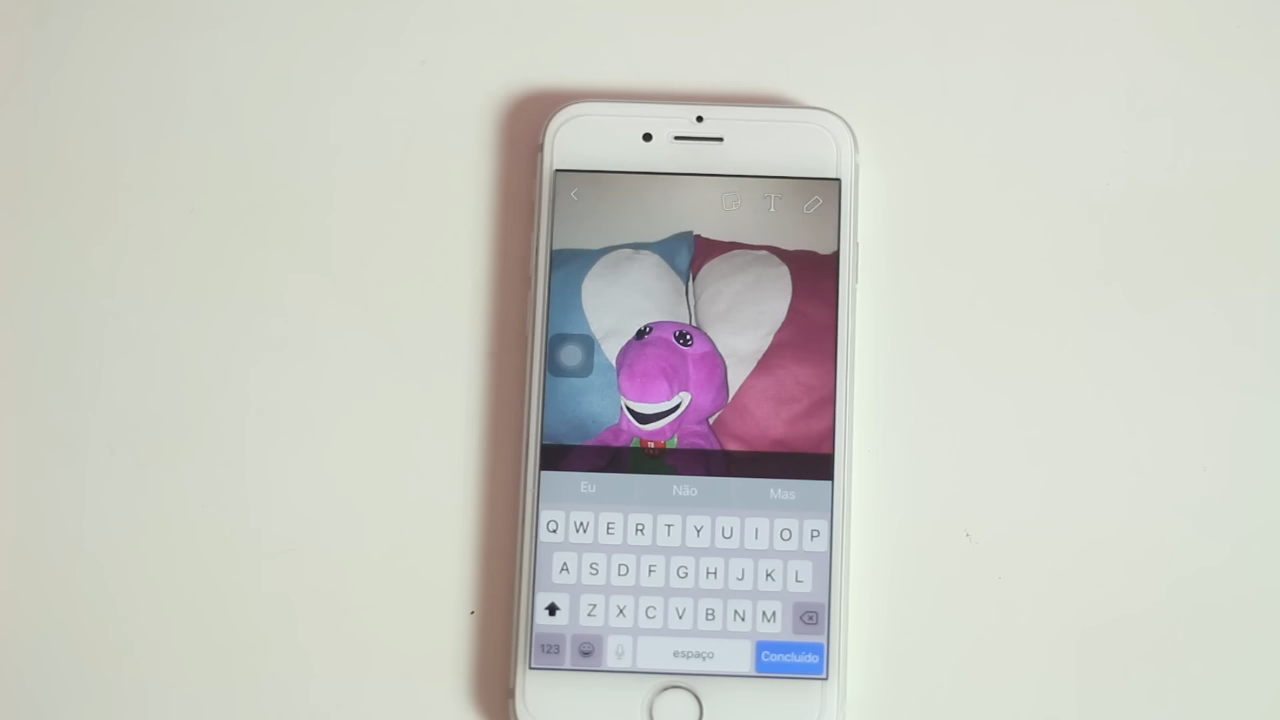 T
Eu Não Mas
Q W E R T Y U I O P
A S D F G H J K L
Z X C V B N M
123 espaço Concluído